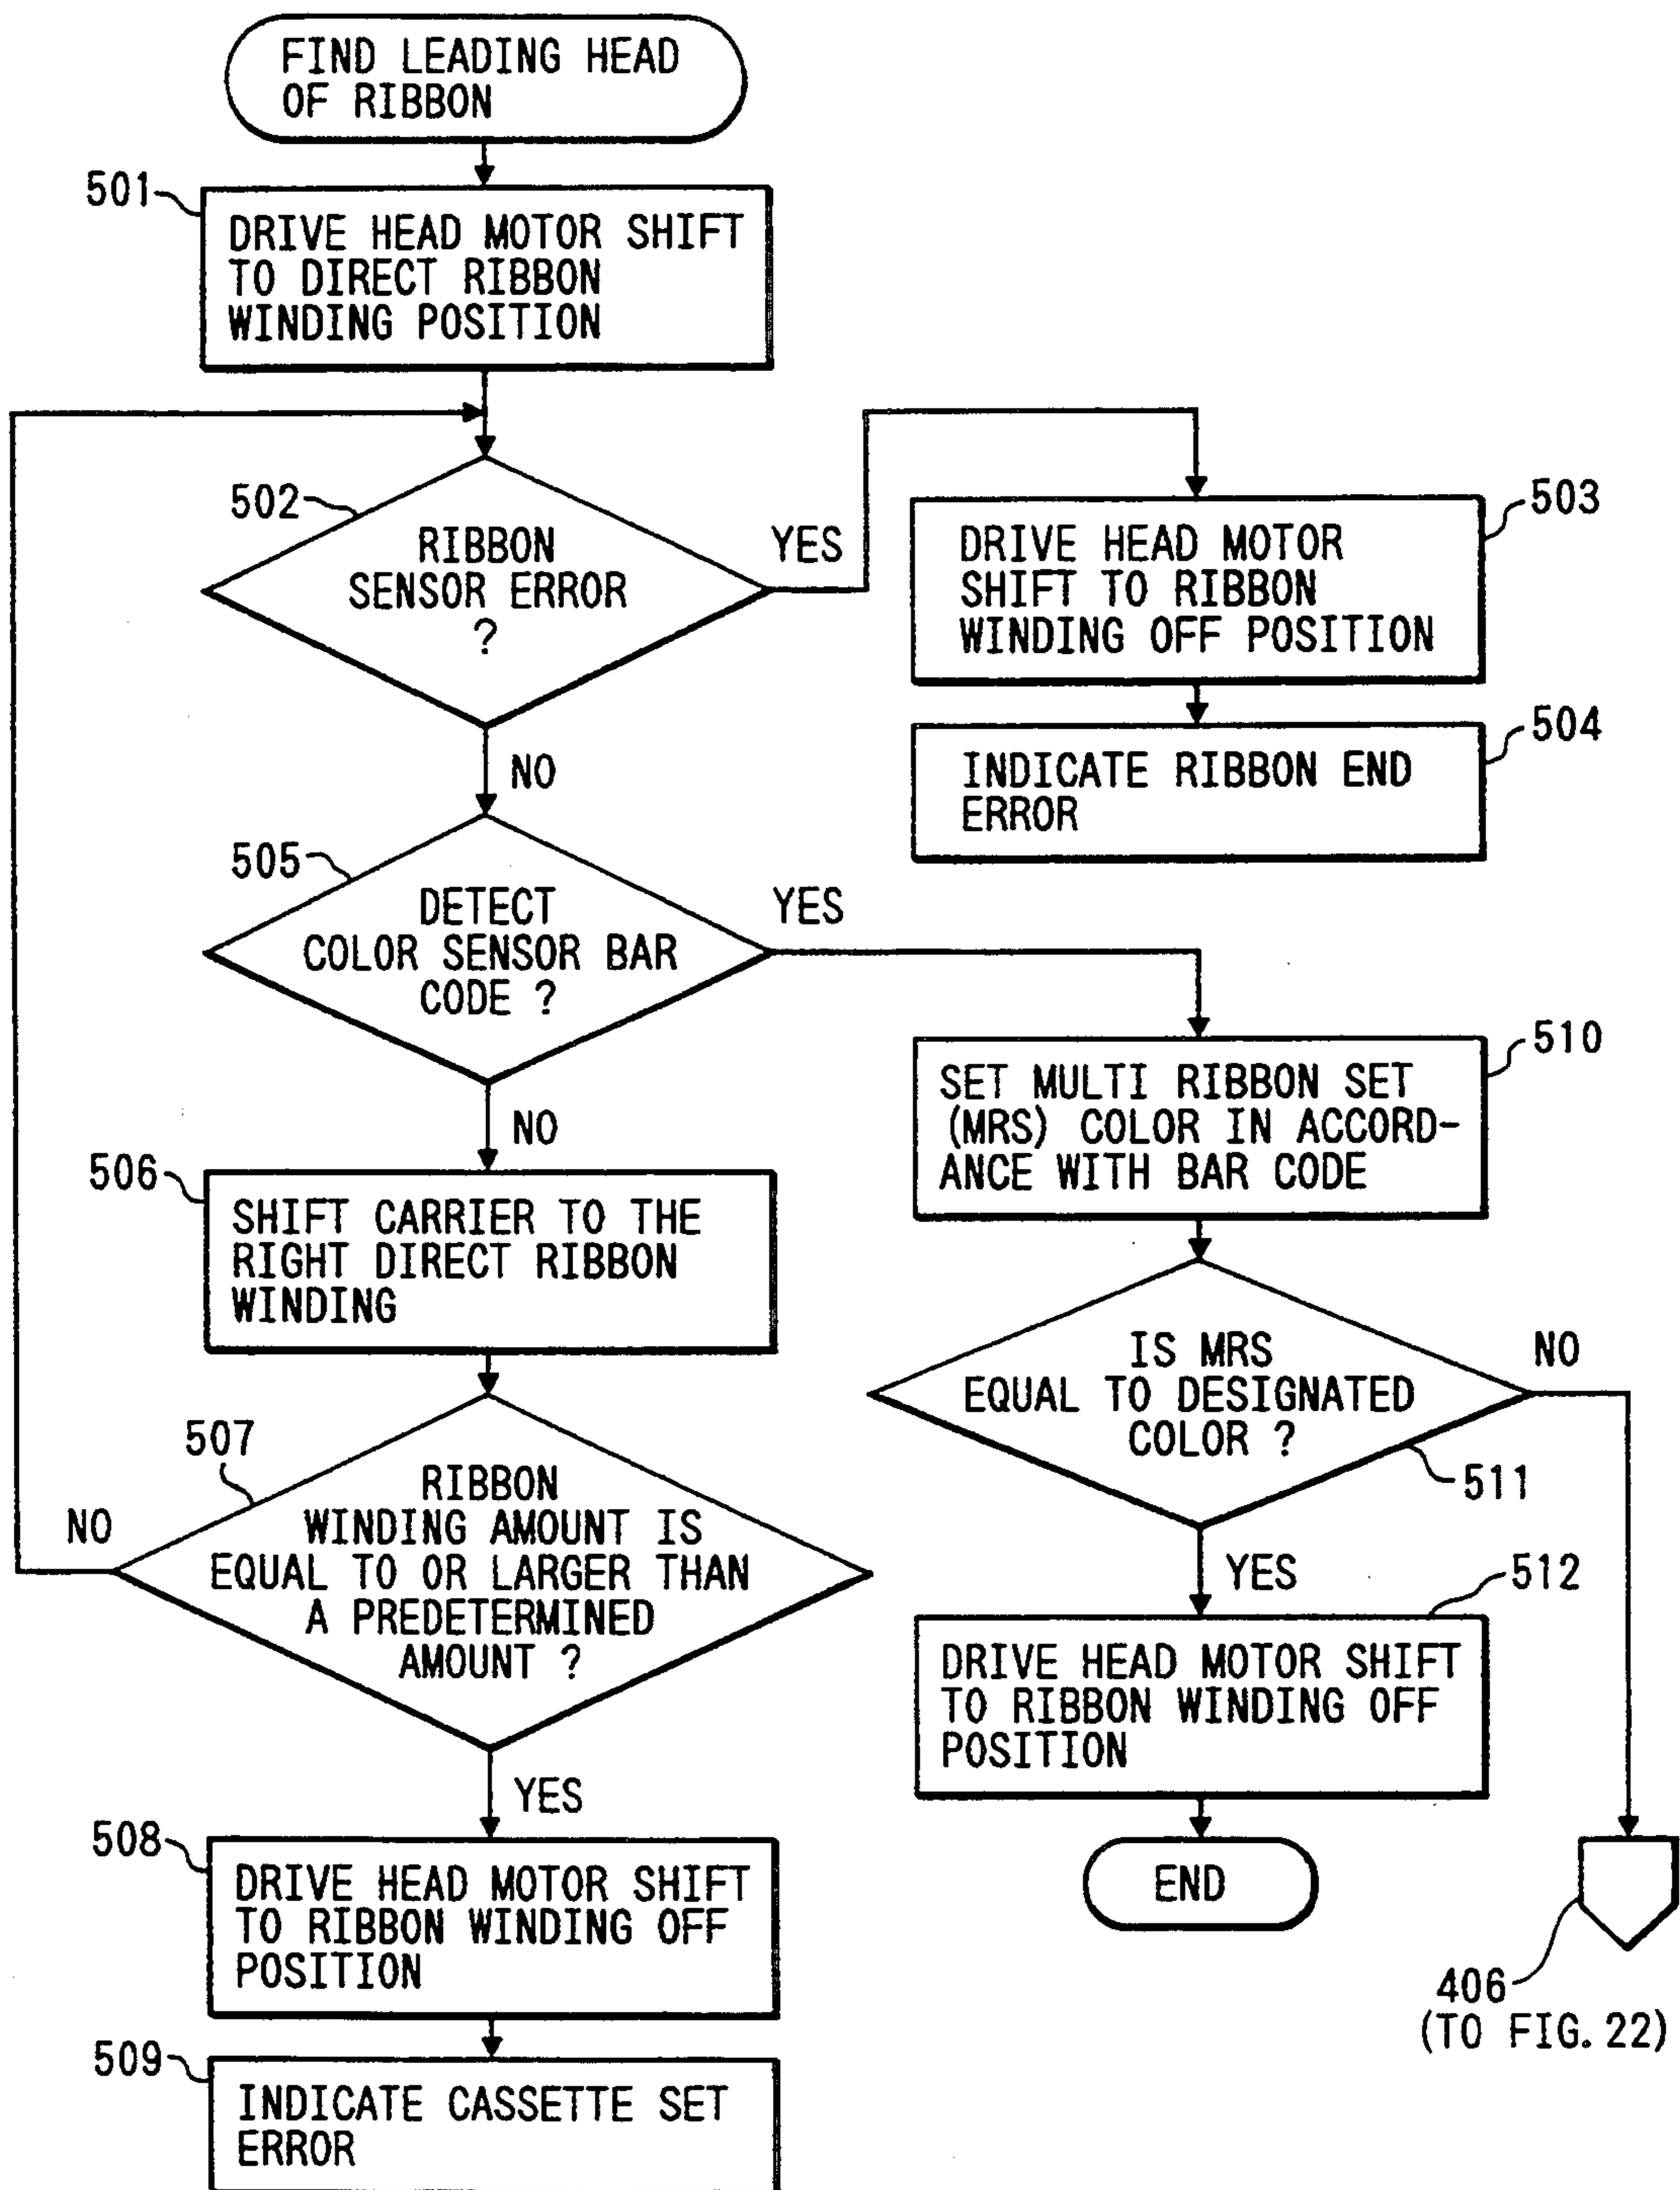 FIND LEADING HEAD
OF RIBBON
501
DRIVE HEAD MOTOR SHIFT
TO DIRECT RIBBON
WINDING POSITION
502
RIBBON
SENSOR ERROR
?
YES
NO
503
DRIVE HEAD MOTOR
SHIFT TO RIBBON
WINDING OFF POSITION
504
INDICATE RIBBON END
ERROR
505
DETECT
COLOR SENSOR BAR
CODE ?
YES
NO
506
SHIFT CARRIER TO THE
RIGHT DIRECT RIBBON
WINDING
507
RIBBON
WINDING AMOUNT IS
EQUAL TO OR LARGER THAN
A PREDETERMINED
AMOUNT ?
NO
YES
508
DRIVE HEAD MOTOR SHIFT
TO RIBBON WINDING OFF
POSITION
509
INDICATE CASSETTE SET
ERROR
510
SET MULTI RIBBON SET
(MRS) COLOR IN ACCORD-
ANCE WITH BAR CODE
IS MRS
EQUAL TO DESIGNATED
COLOR ?
NO
511
YES
512
DRIVE HEAD MOTOR SHIFT
TO RIBBON WINDING OFF
POSITION
END
406
(TO FIG. 22)